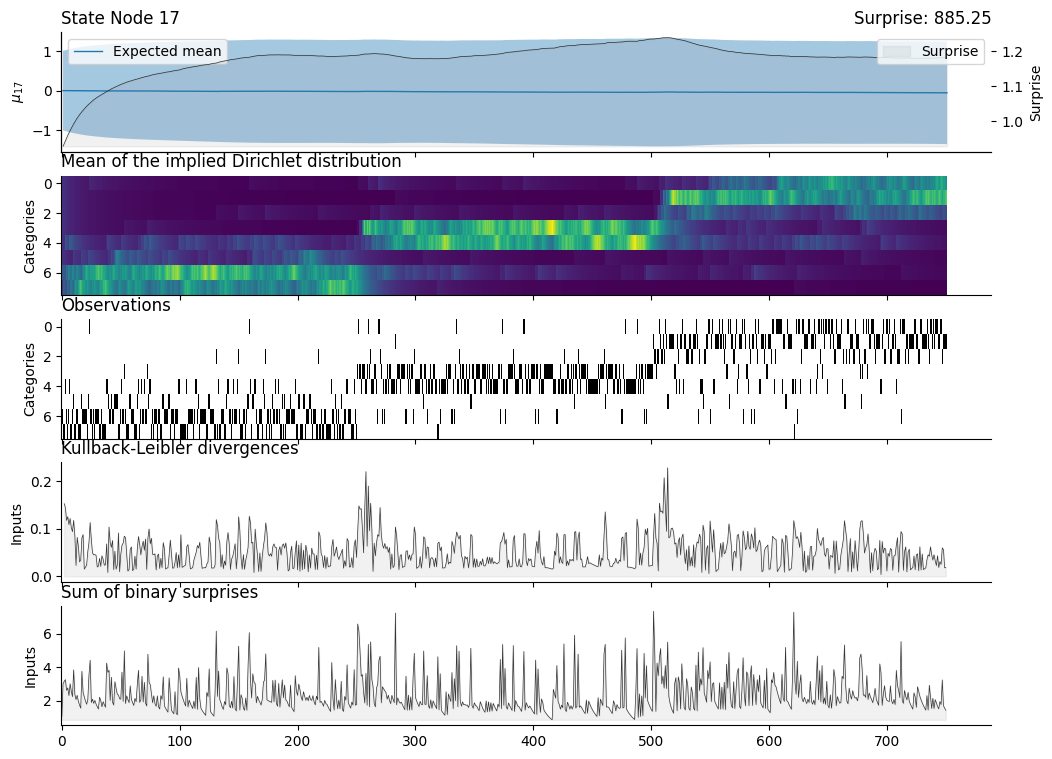 State Node 17 Surprise: 885.25
Expected mean
Surprise
1
0
−1
μ17
1.2
1.1
1.0
Surprise
Mean of the implied Dirichlet distribution
0
2
4
6
Categories
Observations
0
2
4
6
Categories
Kullback-Leibler divergences
0.2
0.1
0.0
Inputs
Sum of binary surprises
6
4
2
Inputs
0 100 200 300 400 500 600 700